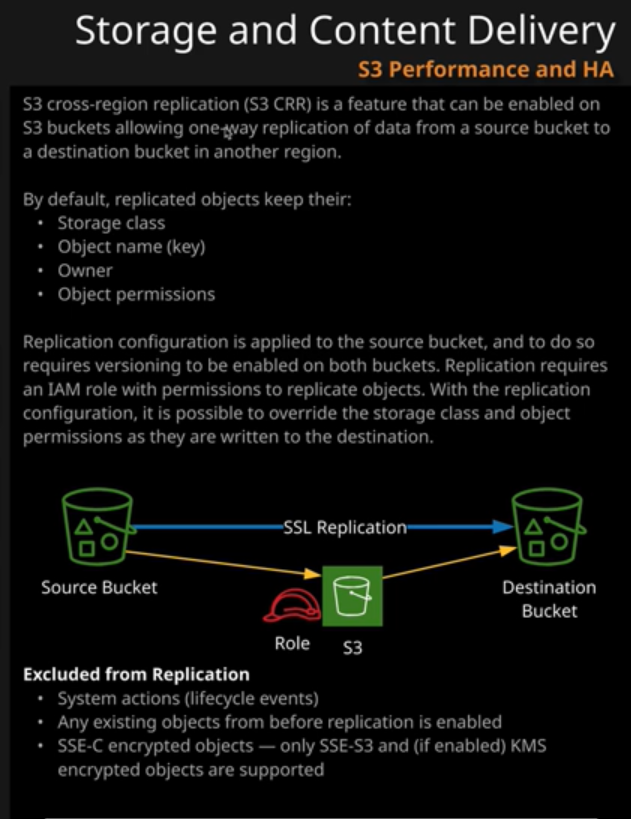 Storage and Content Delivery
S3 Performance and HA
S3 cross-region replication (S3 CRR) is a feature that can be enabled on
S3 buckets allowing one-way replication of data from a source bucket to
a destination bucket in another region.
By default, replicated objects keep their:
• Storage class
• Object name (key)
• Owner
• Object permissions
Replication configuration is applied to the source bucket, and to do so
requires versioning to be enabled on both buckets. Replication requires
an IAM role with permissions to replicate objects. With the replication
configuration, it is possible to override the storage class and object
permissions as they are written to the destination.
SSL Replication
Source Bucket
Destination
Bucket
Role
S3
Excluded from Replication
• System actions (lifecycle events)
• Any existing objects from before replication is enabled
• SSE-C encrypted objects — only SSE-S3 and (if enabled) KMS
encrypted objects are supported